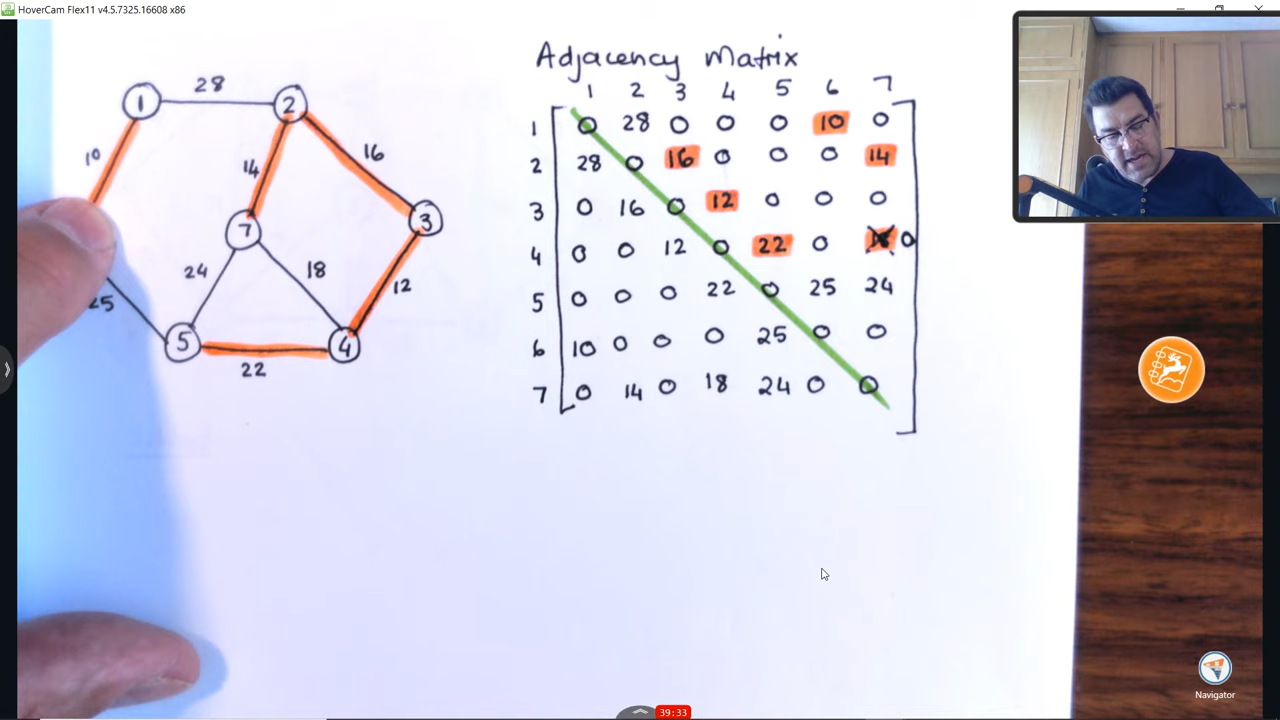 HoverCam Flex11 v4.5.7325.16608 x86
Adjacency Matrix
1 2 3 4 5 6 7
1 0 28 0 0 0 10 0
2 28 0 16 0 0 0 14
3 0 16 0 12 0 0 0
4 0 0 12 0 22 0 0
5 0 0 0 22 0 25 24
6 10 0 0 0 25 0 0
7 0 14 0 18 24 0 0
28
1 2
10 14 16
7 3
24 18 12
25
5 4
22
Navigator
39:33